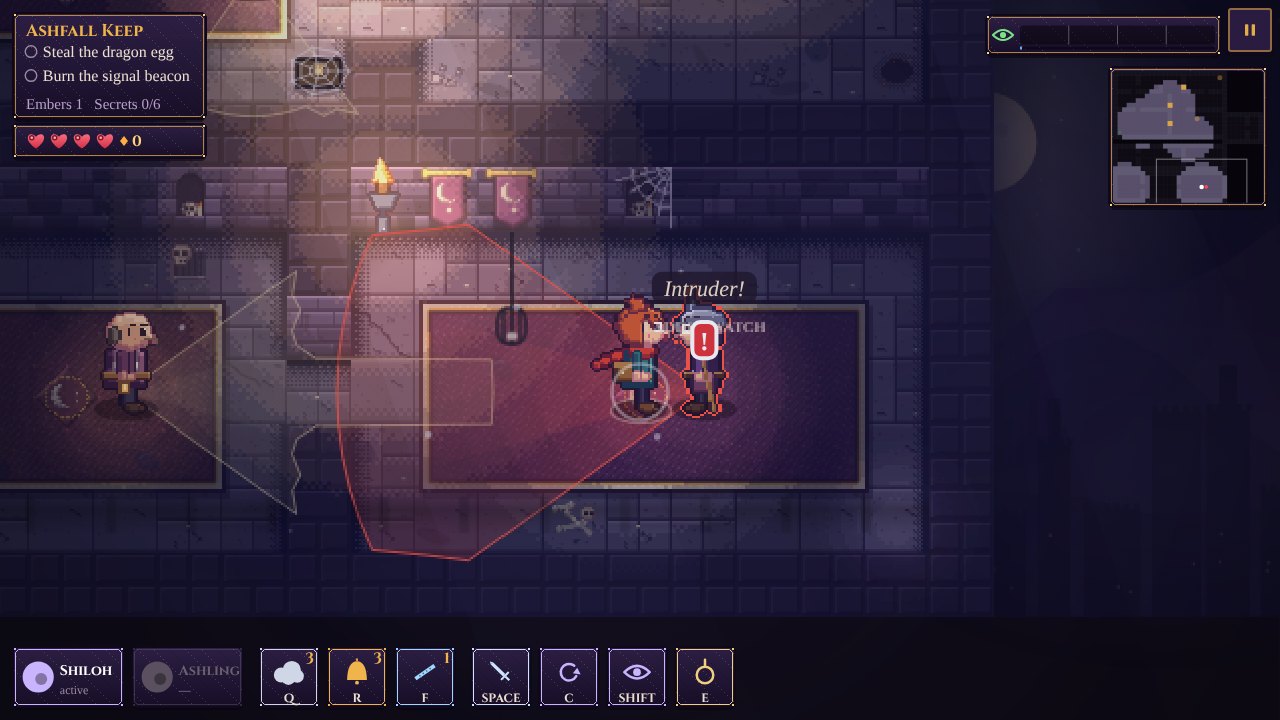 Ashfall Keep
Steal the dragon egg
Burn the signal beacon
Embers 1 Secrets 0/6
0
Intruder!
!
Shiloh
active
Ashling
—
3
Q
3
R
1
F
SPACE
C
SHIFT
E